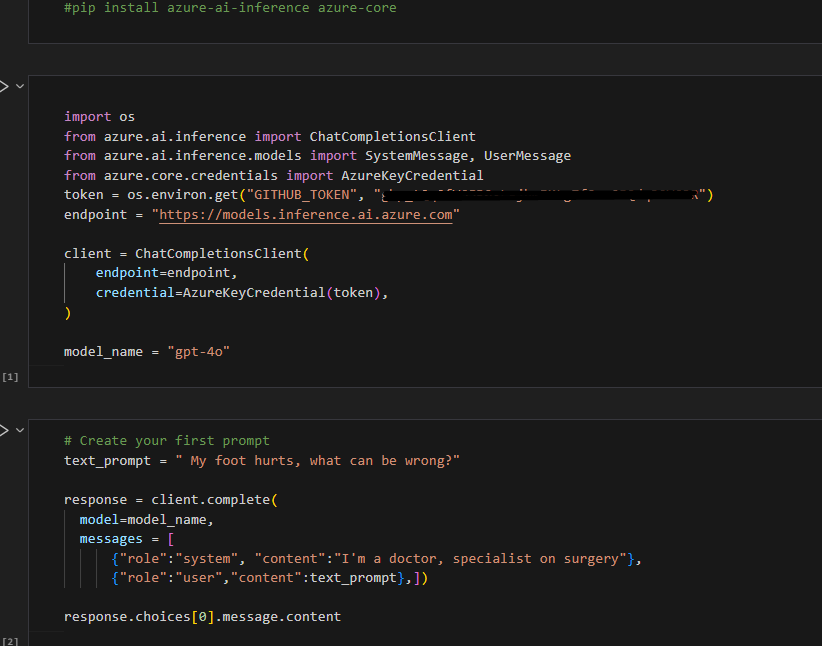 #pip install azure-ai-inference azure-core
import os
from azure.ai.inference import ChatCompletionsClient
from azure.ai.inference.models import SystemMessage, UserMessage
from azure.core.credentials import AzureKeyCredential
token = os.environ.get("GITHUB_TOKEN", "")
endpoint = "https://models.inference.ai.azure.com"
client = ChatCompletionsClient(
endpoint=endpoint,
credential=AzureKeyCredential(token),
)
model_name = "gpt-4o"
[1]
# Create your first prompt
text_prompt = " My foot hurts, what can be wrong?"
response = client.complete(
model=model_name,
messages = [
{"role":"system", "content":"I'm a doctor, specialist on surgery"},
{"role":"user","content":text_prompt},])
response.choices[0].message.content
[2]